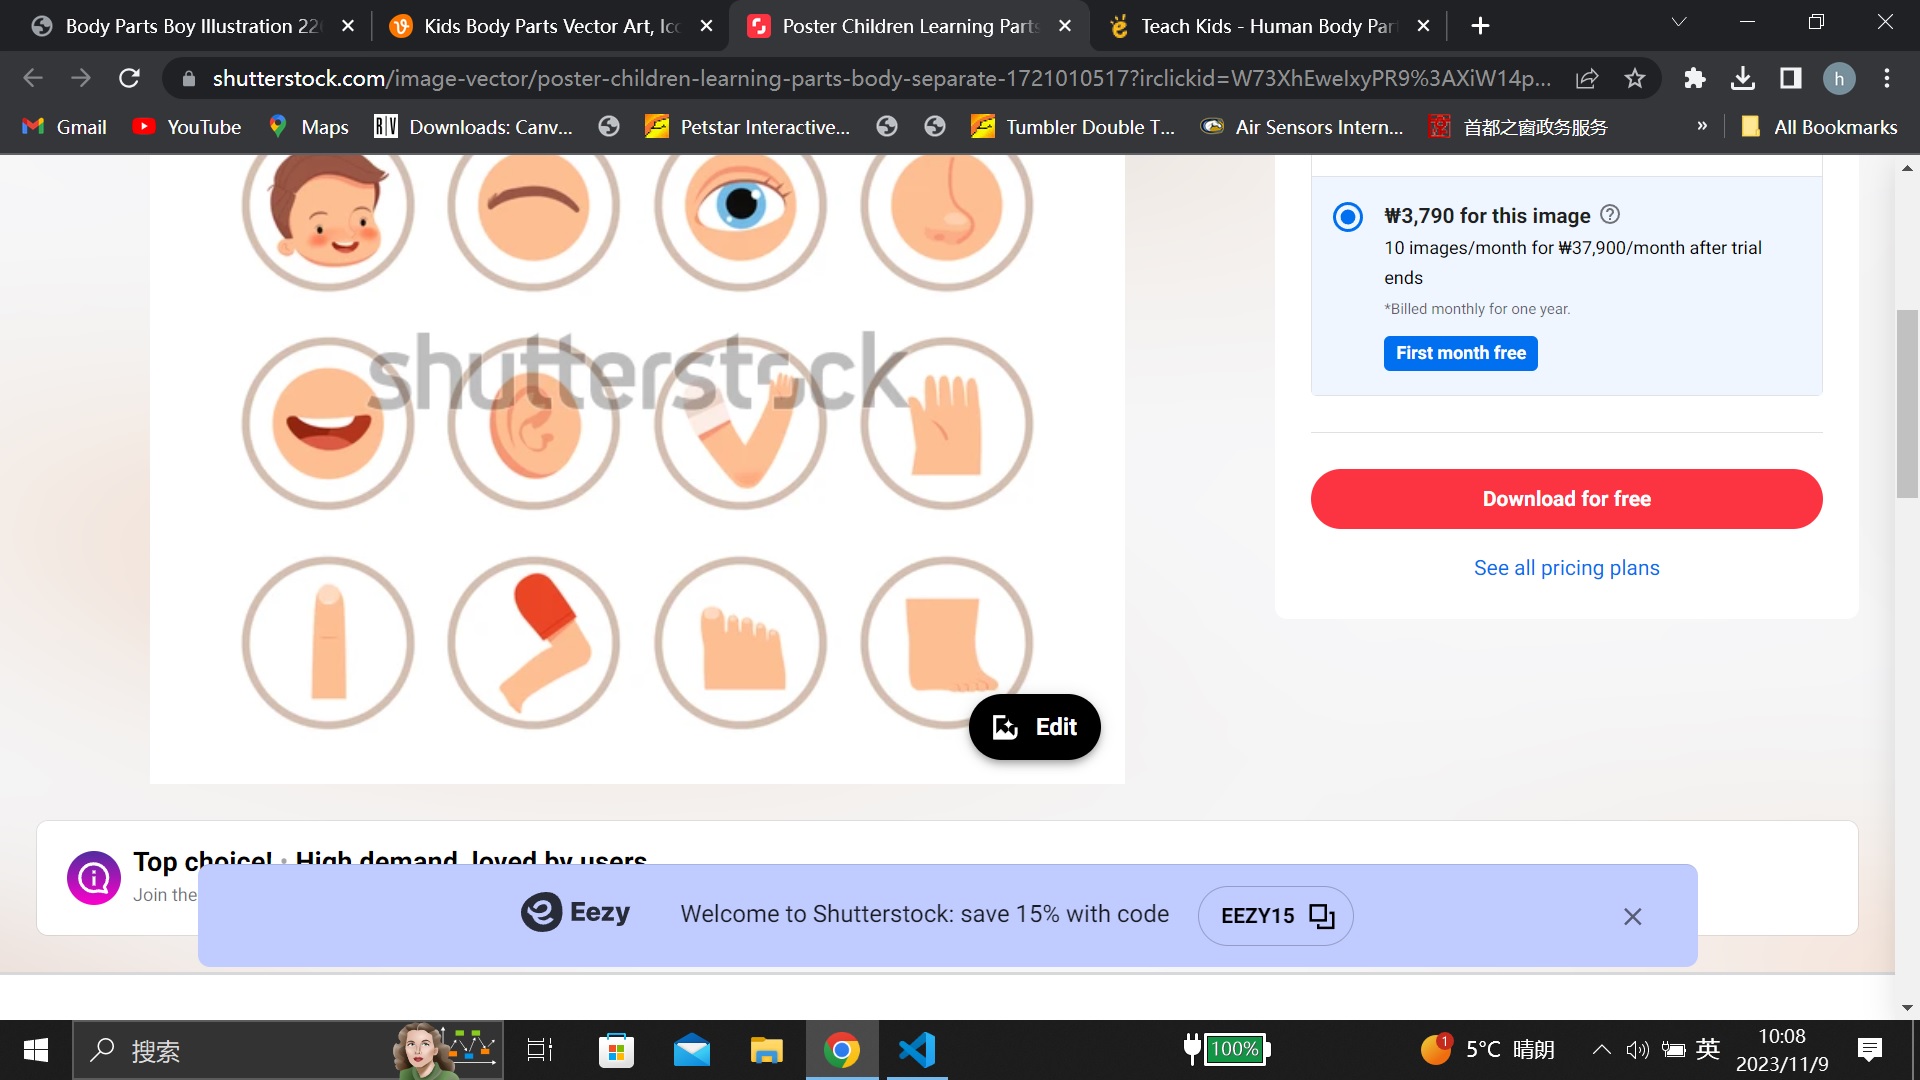 Body Parts Boy Illustration 22
Kids Body Parts Vector Art, Ic
Poster Children Learning Parts
Teach Kids - Human Body Par
shutterstock.com/image-vector/poster-children-learning-parts-body-separate-1721010517?irclickid=W73XhEweIxyPR9%3AXiW14p...
h
Gmail
YouTube
Maps
Downloads: Canv...
Petstar Interactive...
Tumbler Double T...
Air Sensors Intern...
首都之窗政务服务
»
All Bookmarks
₩3,790 for this image
10 images/month for ₩37,900/month after trial
ends
*Billed monthly for one year.
First month free
shutterstock
Download for free
See all pricing plans
Edit
Top choice! • High demand, loved by users
Join the
Eezy
Welcome to Shutterstock: save 15% with code
EEZY15
搜索
100%
1
5°C 晴朗
英
10:08
2023/11/9